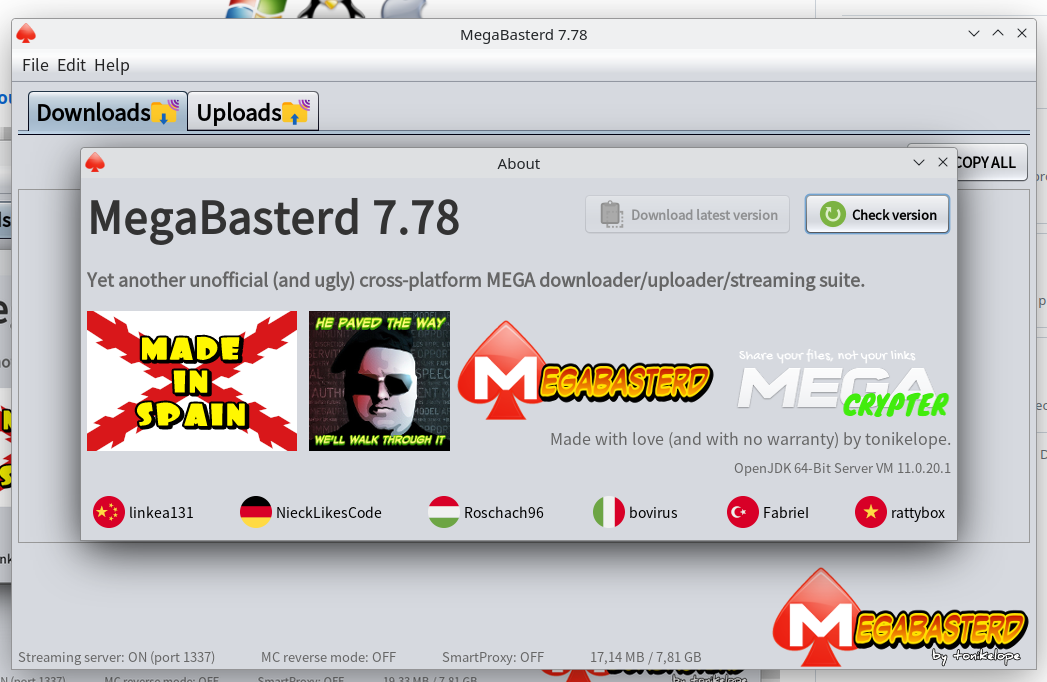 MegaBasterd 7.78
File Edit Help
Downloads Uploads
COPY ALL
About
MegaBasterd 7.78
Download latest version
Check version
Yet another unofficial (and ugly) cross-platform MEGA downloader/uploader/streaming suite.
MADE
IN
SPAIN
HE PAVED THE WAY
WE'LL WALK THROUGH IT
MEGABASTERD
Share your files, not your links
MEGA
CRYPTER
Made with love (and with no warranty) by tonikelope.
OpenJDK 64-Bit Server VM 11.0.20.1
linkea131 NieckLikesCode Roschach96 bovirus Fabriel rattybox
MEGABASTERD
by tonikelope
Streaming server: ON (port 1337) MC reverse mode: OFF SmartProxy: OFF 17,14 MB / 7,81 GB